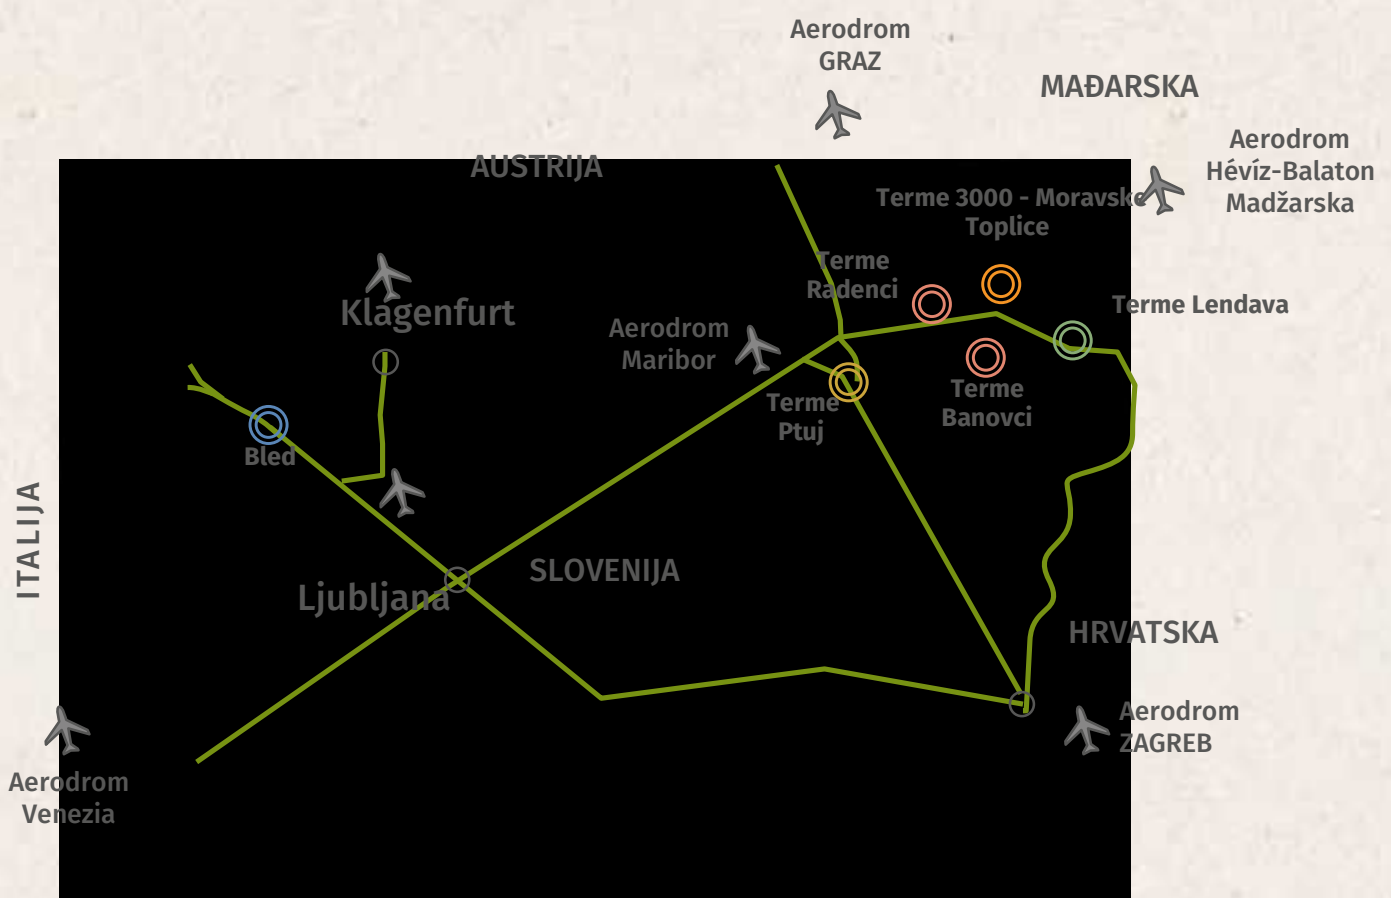 Aerodrom
GRAZ
MAĐARSKA
Aerodrom
Hévíz-Balaton
Madžarska
AUSTRIJA
Terme 3000 - Moravske
Toplice
Terme
Radenci
Klagenfurt
Terme Lendava
Aerodrom
Maribor
Terme
Ptuj
Terme
Banovci
Bled
ITALIJA
SLOVENIJA
Ljubljana
HRVATSKA
Aerodrom
ZAGREB
Aerodrom
Venezia